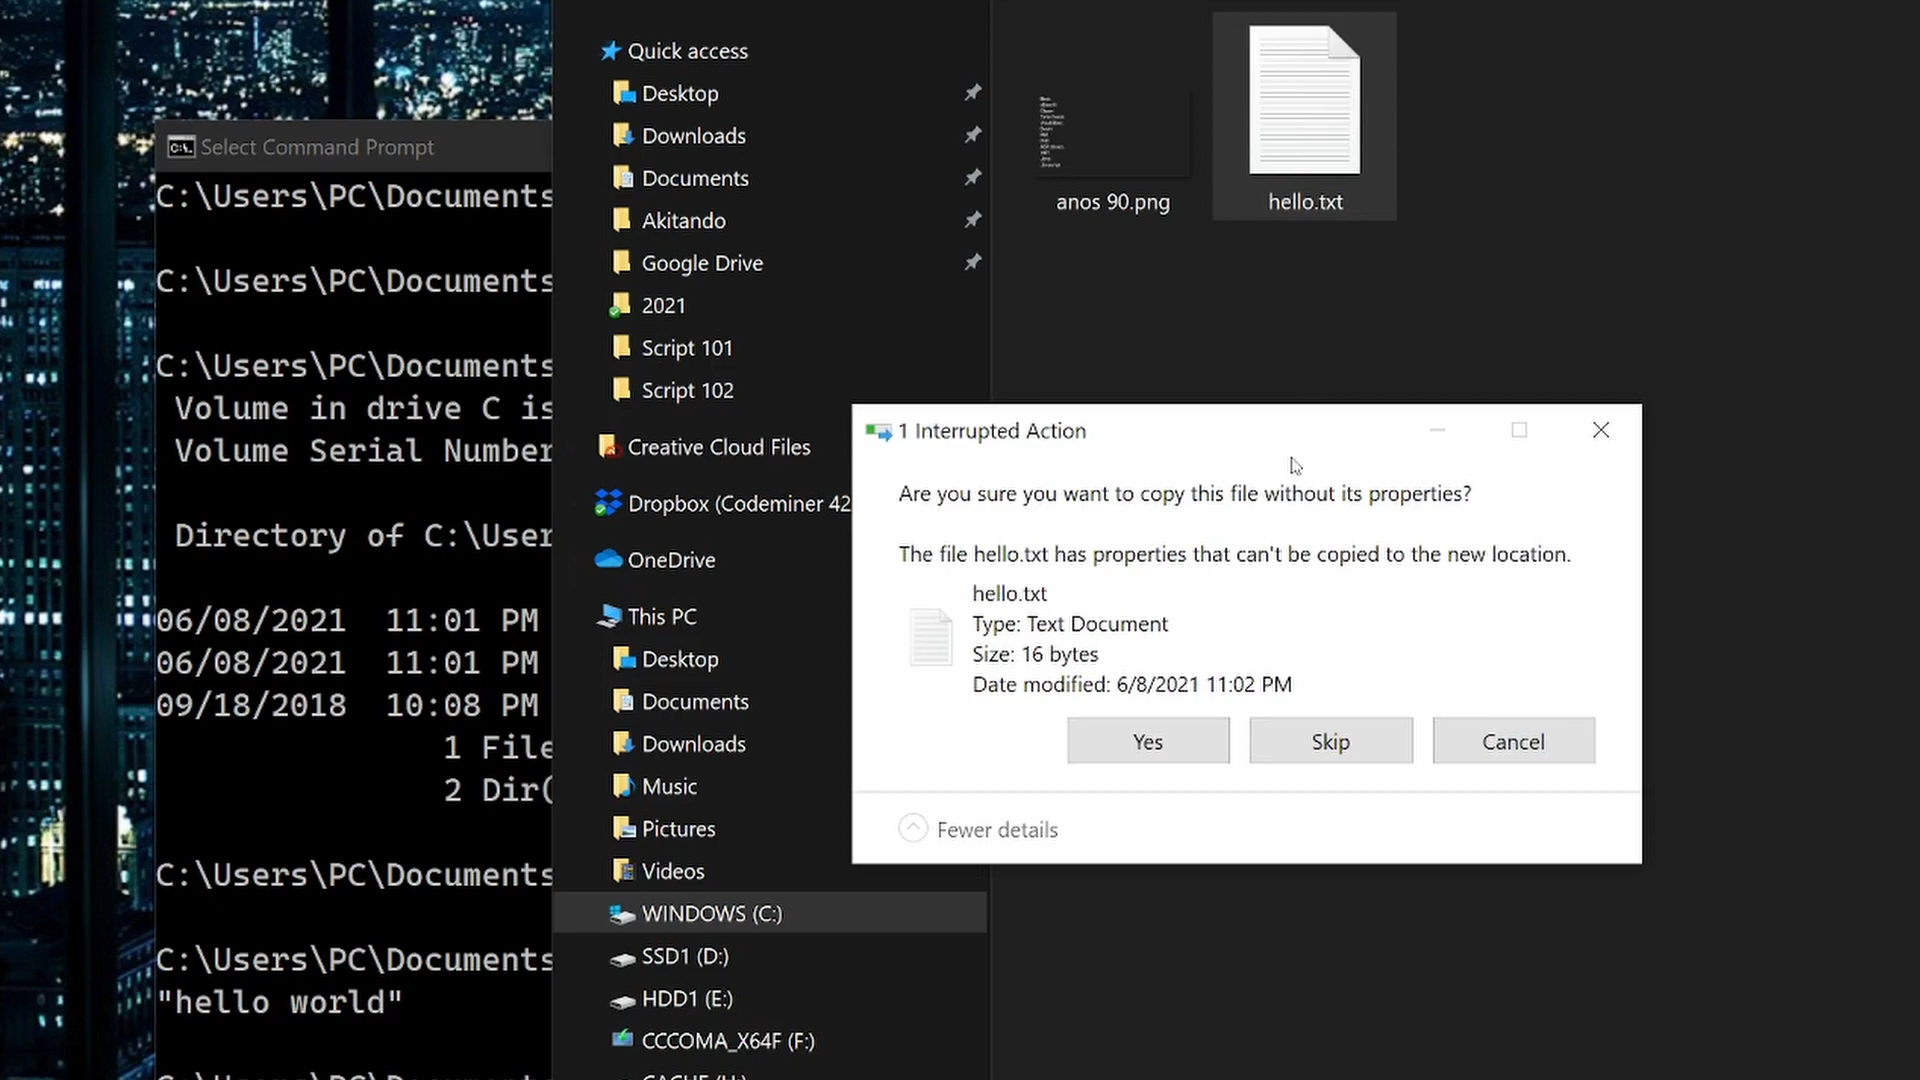 Select Command Prompt
C:\Users\PC\Documents
C:\Users\PC\Documents
C:\Users\PC\Documents
Volume in drive C is
Volume Serial Number
Directory of C:\User
06/08/2021 11:01 PM
06/08/2021 11:01 PM
09/18/2018 10:08 PM
1 File
2 Dir(
C:\Users\PC\Documents
C:\Users\PC\Documents
"hello world"
C:\Users\PC\Documents
Quick access
Desktop
Downloads
Documents
Akitando
Google Drive
2021
Script 101
Script 102
Creative Cloud Files
Dropbox (Codeminer 42
OneDrive
This PC
Desktop
Documents
Downloads
Music
Pictures
Videos
WINDOWS (C:)
SSD1 (D:)
HDD1 (E:)
CCCOMA_X64F (F:)
anos 90.png
hello.txt
1 Interrupted Action
Are you sure you want to copy this file without its properties?
The file hello.txt has properties that can't be copied to the new location.
hello.txt
Type: Text Document
Size: 16 bytes
Date modified: 6/8/2021 11:02 PM
Yes
Skip
Cancel
Fewer details